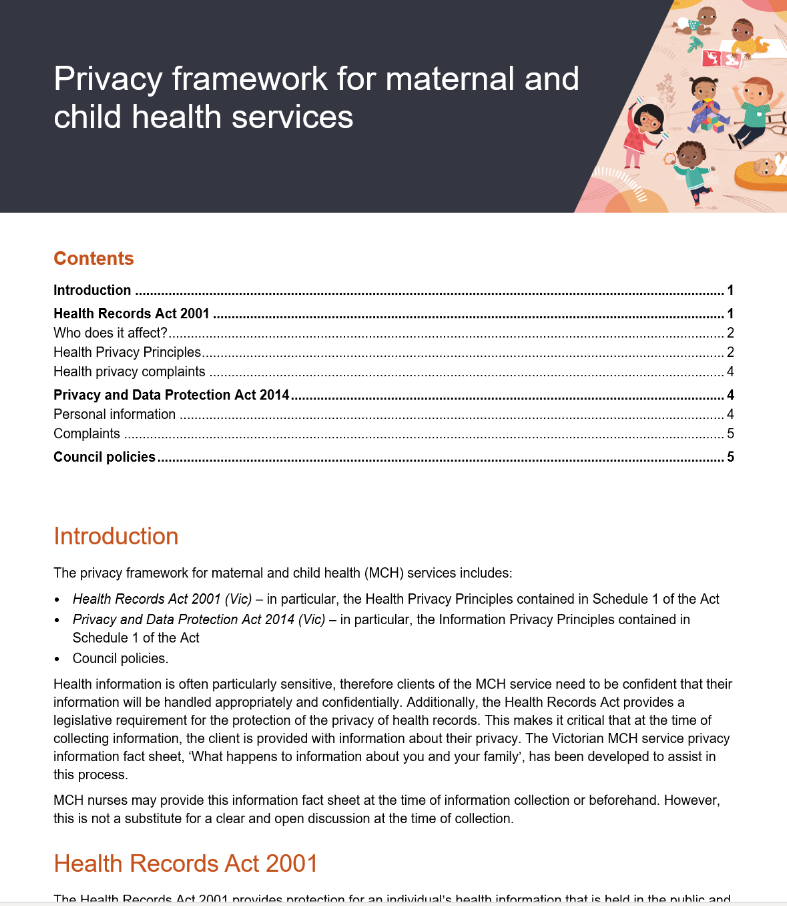 Privacy framework for maternal and
child health services
Contents
Introduction ........................................................................................................................ 1
Health Records Act 2001 ........................................................................................................................ 1
Who does it affect? ........................................................................................................................ 2
Health Privacy Principles ........................................................................................................................ 2
Health privacy complaints ........................................................................................................................ 4
Privacy and Data Protection Act 2014 ........................................................................................................................ 4
Personal information ........................................................................................................................ 4
Complaints ........................................................................................................................ 5
Council policies ........................................................................................................................ 5
Introduction
The privacy framework for maternal and child health (MCH) services includes:
• Health Records Act 2001 (Vic) – in particular, the Health Privacy Principles contained in Schedule 1 of the Act
• Privacy and Data Protection Act 2014 (Vic) – in particular, the Information Privacy Principles contained in
Schedule 1 of the Act
• Council policies.
Health information is often particularly sensitive, therefore clients of the MCH service need to be confident that their
information will be handled appropriately and confidentially. Additionally, the Health Records Act provides a
legislative requirement for the protection of the privacy of health records. This makes it critical that at the time of
collecting information, the client is provided with information about their privacy. The Victorian MCH service privacy
information fact sheet, ‘What happens to information about you and your family’, has been developed to assist in
this process.
MCH nurses may provide this information fact sheet at the time of information collection or beforehand. However,
this is not a substitute for a clear and open discussion at the time of collection.
Health Records Act 2001
The Health Records Act 2001 provides protection for an individual's health information that is held in the public and